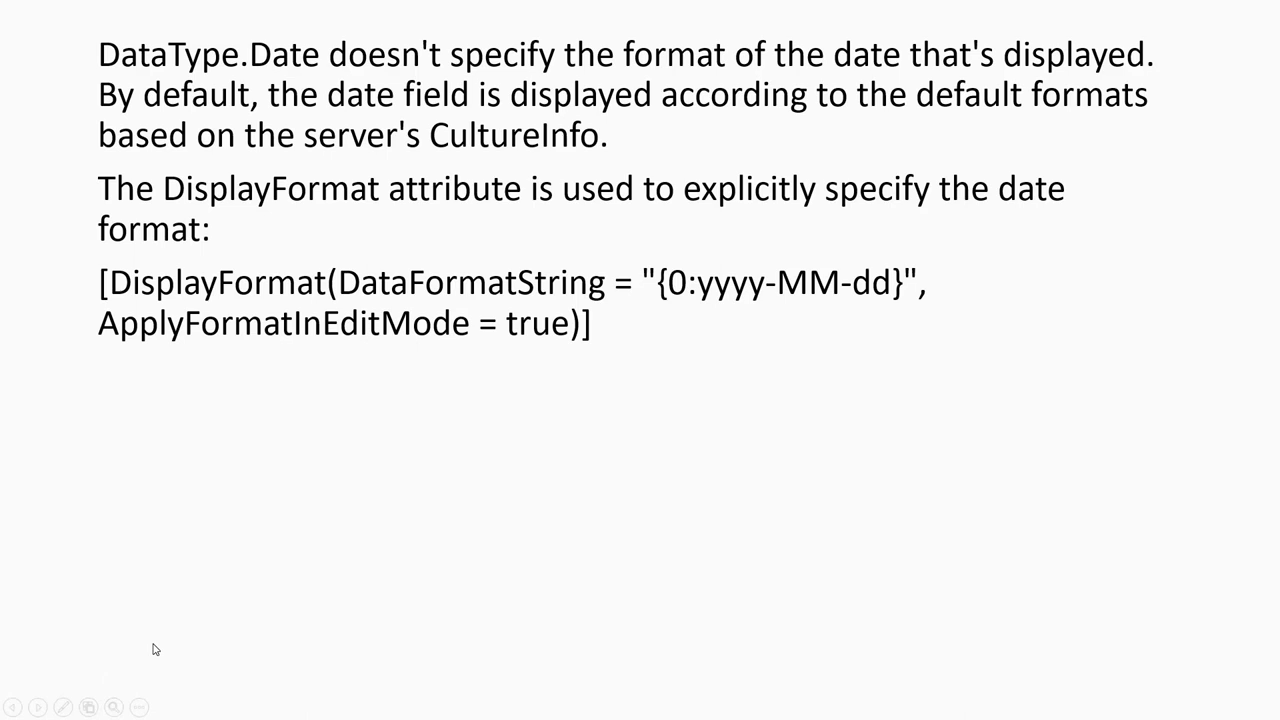 DataType.Date doesn't specify the format of the date that's displayed.
By default, the date field is displayed according to the default formats
based on the server's CultureInfo.
The DisplayFormat attribute is used to explicitly specify the date
format:
[DisplayFormat(DataFormatString = "{0:yyyy-MM-dd}",
ApplyFormatInEditMode = true)]